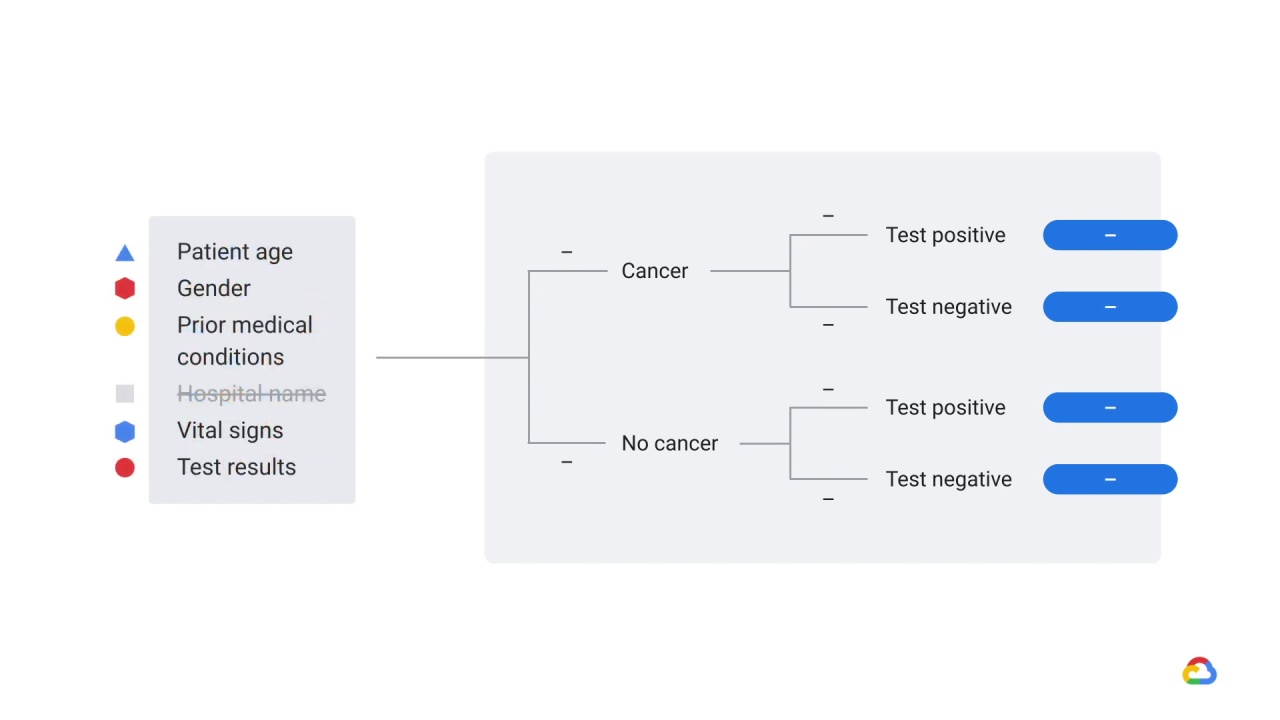 Patient age
Gender
Prior medical
conditions
Hospital name
Vital signs
Test results
–
Cancer
–
Test positive
–
Test negative
–
–
–
No cancer
–
Test positive
–
Test negative
–
–
–